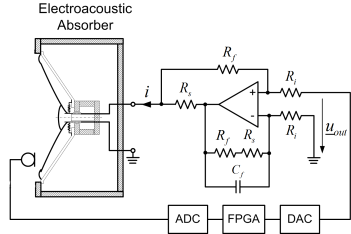 Electroacoustic
Absorber
R_f
i
R_s
R_i
+
-
R_i
u_out
R_f
R_s
C_f
ADC
FPGA
DAC